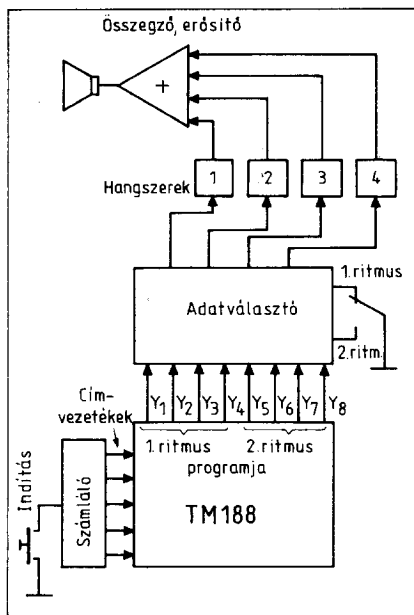 Összegző, erősítő
+
Hangszerek
1
2
3
4
Adatválasztó
1.ritmus
2.ritm.
Y1 Y2 Y3 Y4 Y5 Y6 Y7 Y8
Cím-
vezetékek
1.ritmus 2.ritmus
programja
TM188
Számláló
Indítás